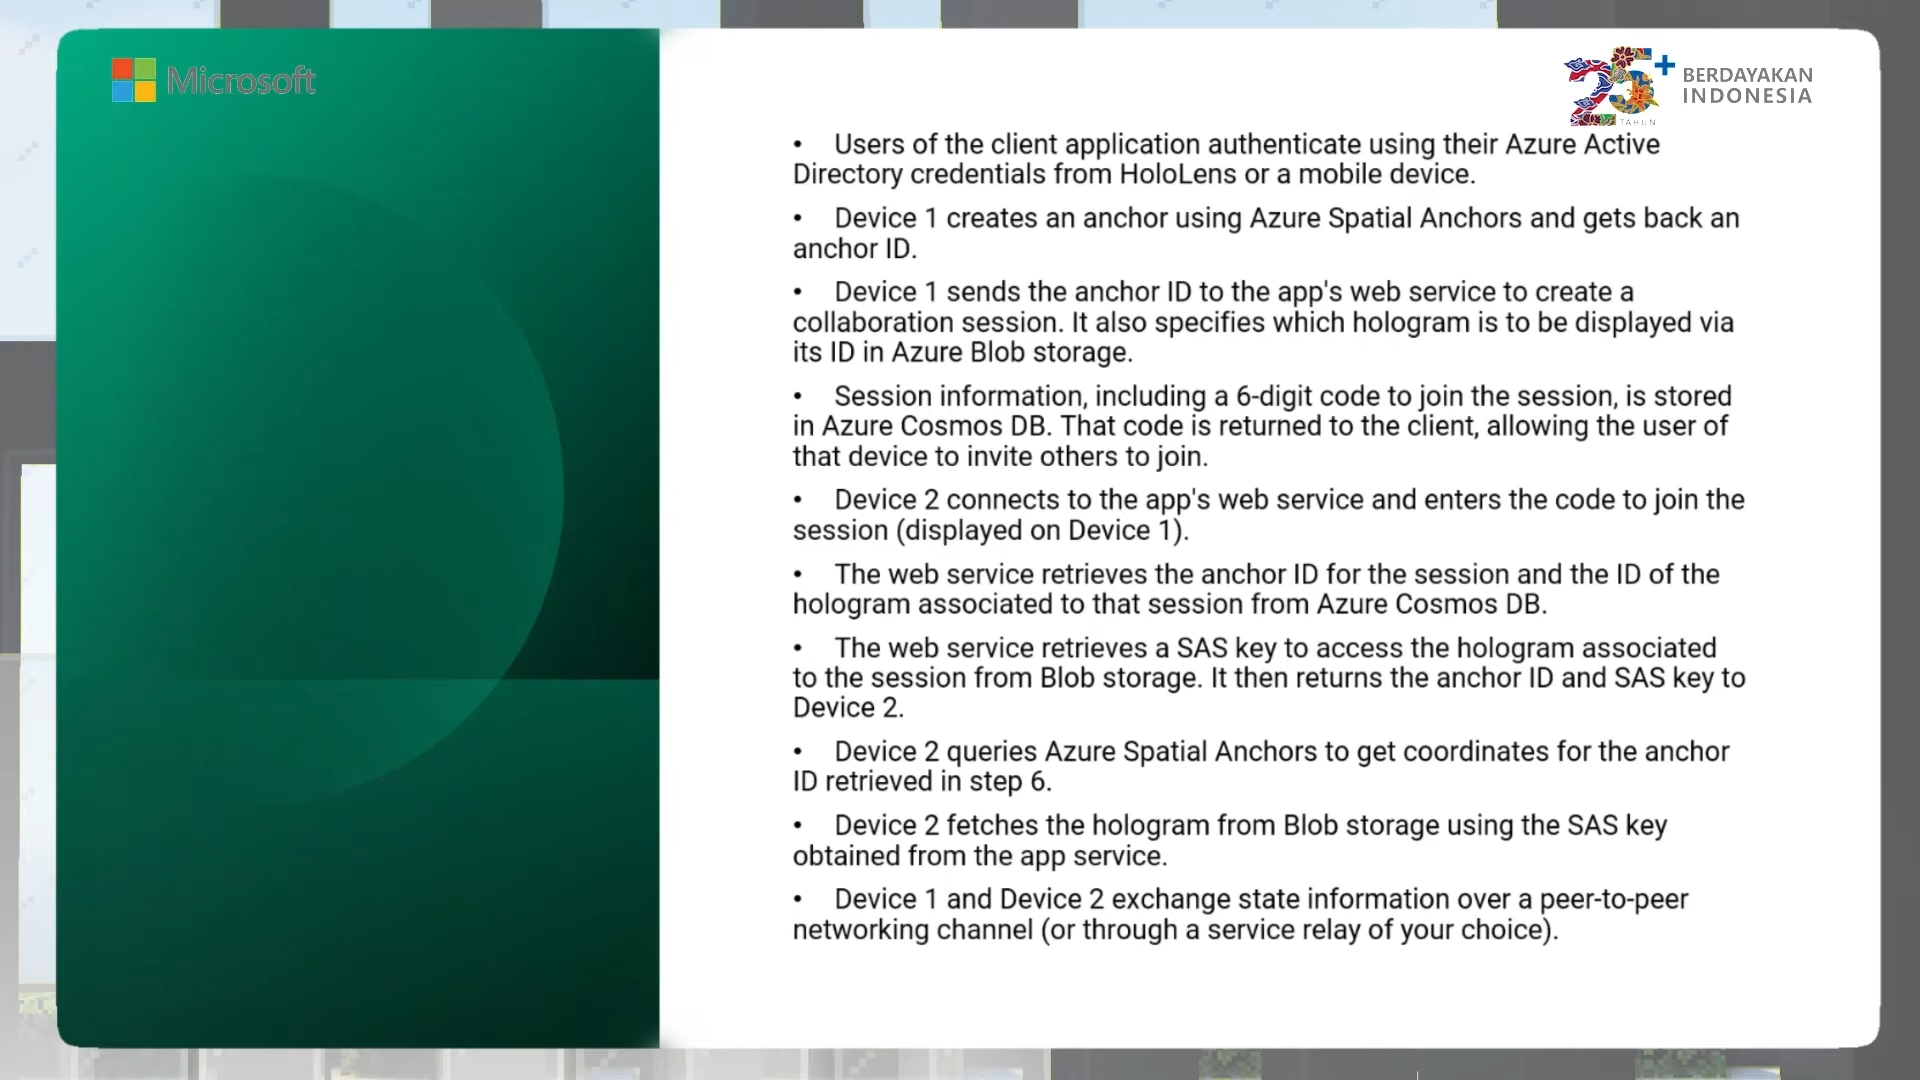 Microsoft
25+
TAHUN
BERDAYAKAN
INDONESIA
• Users of the client application authenticate using their Azure Active
Directory credentials from HoloLens or a mobile device.
• Device 1 creates an anchor using Azure Spatial Anchors and gets back an
anchor ID.
• Device 1 sends the anchor ID to the app's web service to create a
collaboration session. It also specifies which hologram is to be displayed via
its ID in Azure Blob storage.
• Session information, including a 6-digit code to join the session, is stored
in Azure Cosmos DB. That code is returned to the client, allowing the user of
that device to invite others to join.
• Device 2 connects to the app's web service and enters the code to join the
session (displayed on Device 1).
• The web service retrieves the anchor ID for the session and the ID of the
hologram associated to that session from Azure Cosmos DB.
• The web service retrieves a SAS key to access the hologram associated
to the session from Blob storage. It then returns the anchor ID and SAS key to
Device 2.
• Device 2 queries Azure Spatial Anchors to get coordinates for the anchor
ID retrieved in step 6.
• Device 2 fetches the hologram from Blob storage using the SAS key
obtained from the app service.
• Device 1 and Device 2 exchange state information over a peer-to-peer
networking channel (or through a service relay of your choice).